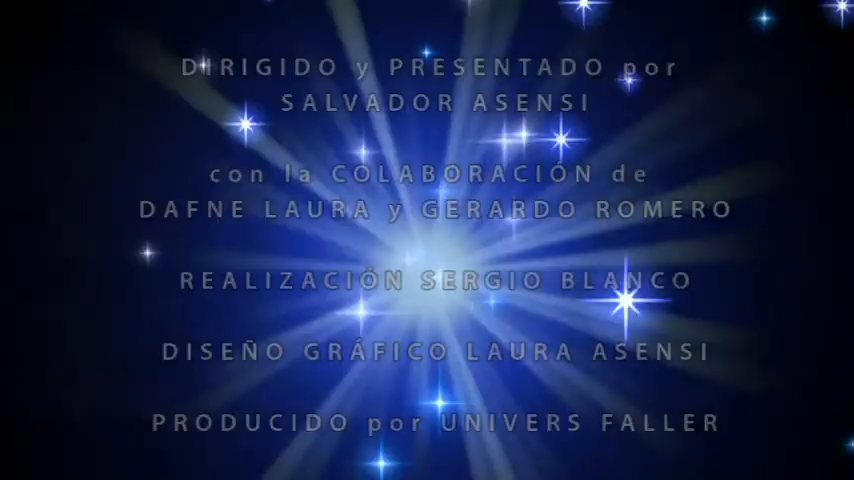 DIRIGIDO y PRESENTADO por
SALVADOR ASENSI
con la COLABORACIÓN de
DAFNE LAURA y GERARDO ROMERO
REALIZACIÓN SERGIO BLANCO
DISEÑO GRÁFICO LAURA ASENSI
PRODUCIDO por UNIVERS FALLER